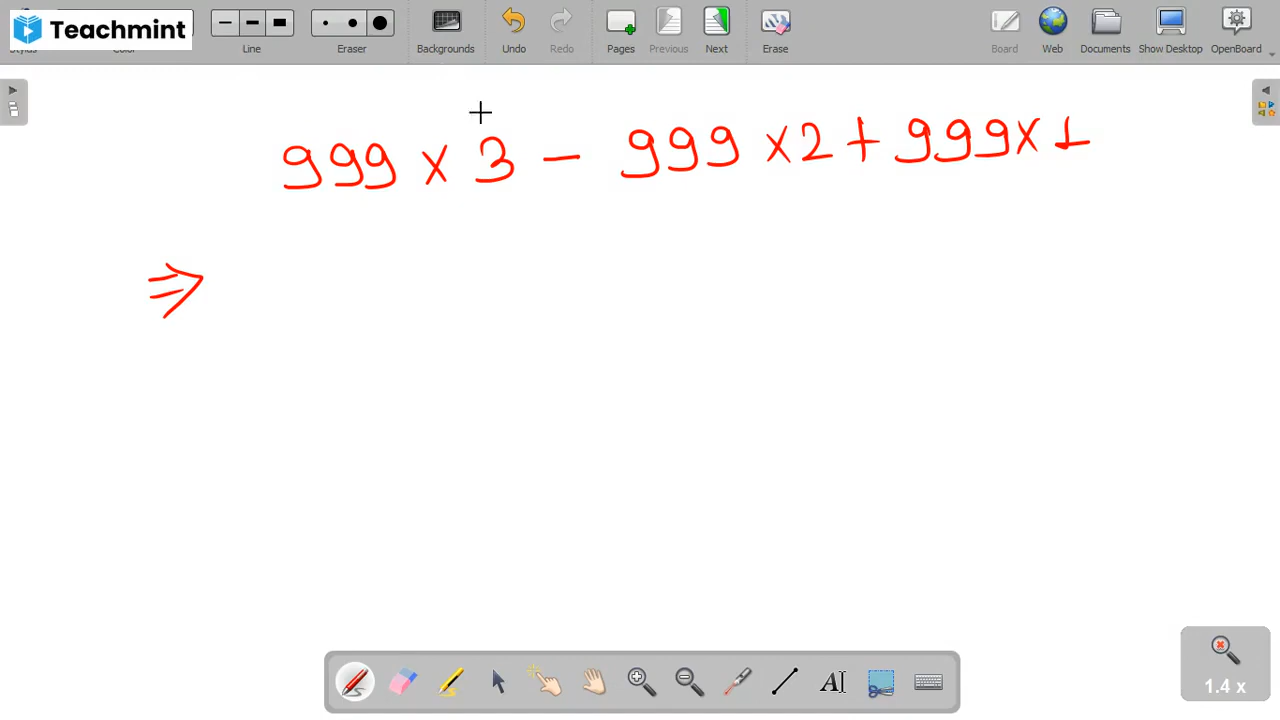 Teachmint
Line
Eraser
Backgrounds
Undo
Redo
Pages
Previous
Next
Erase
Board
Web
Documents
Show Desktop
OpenBoard
999 × 3 − 999 ×2 + 999×1
⇒
1.4 x